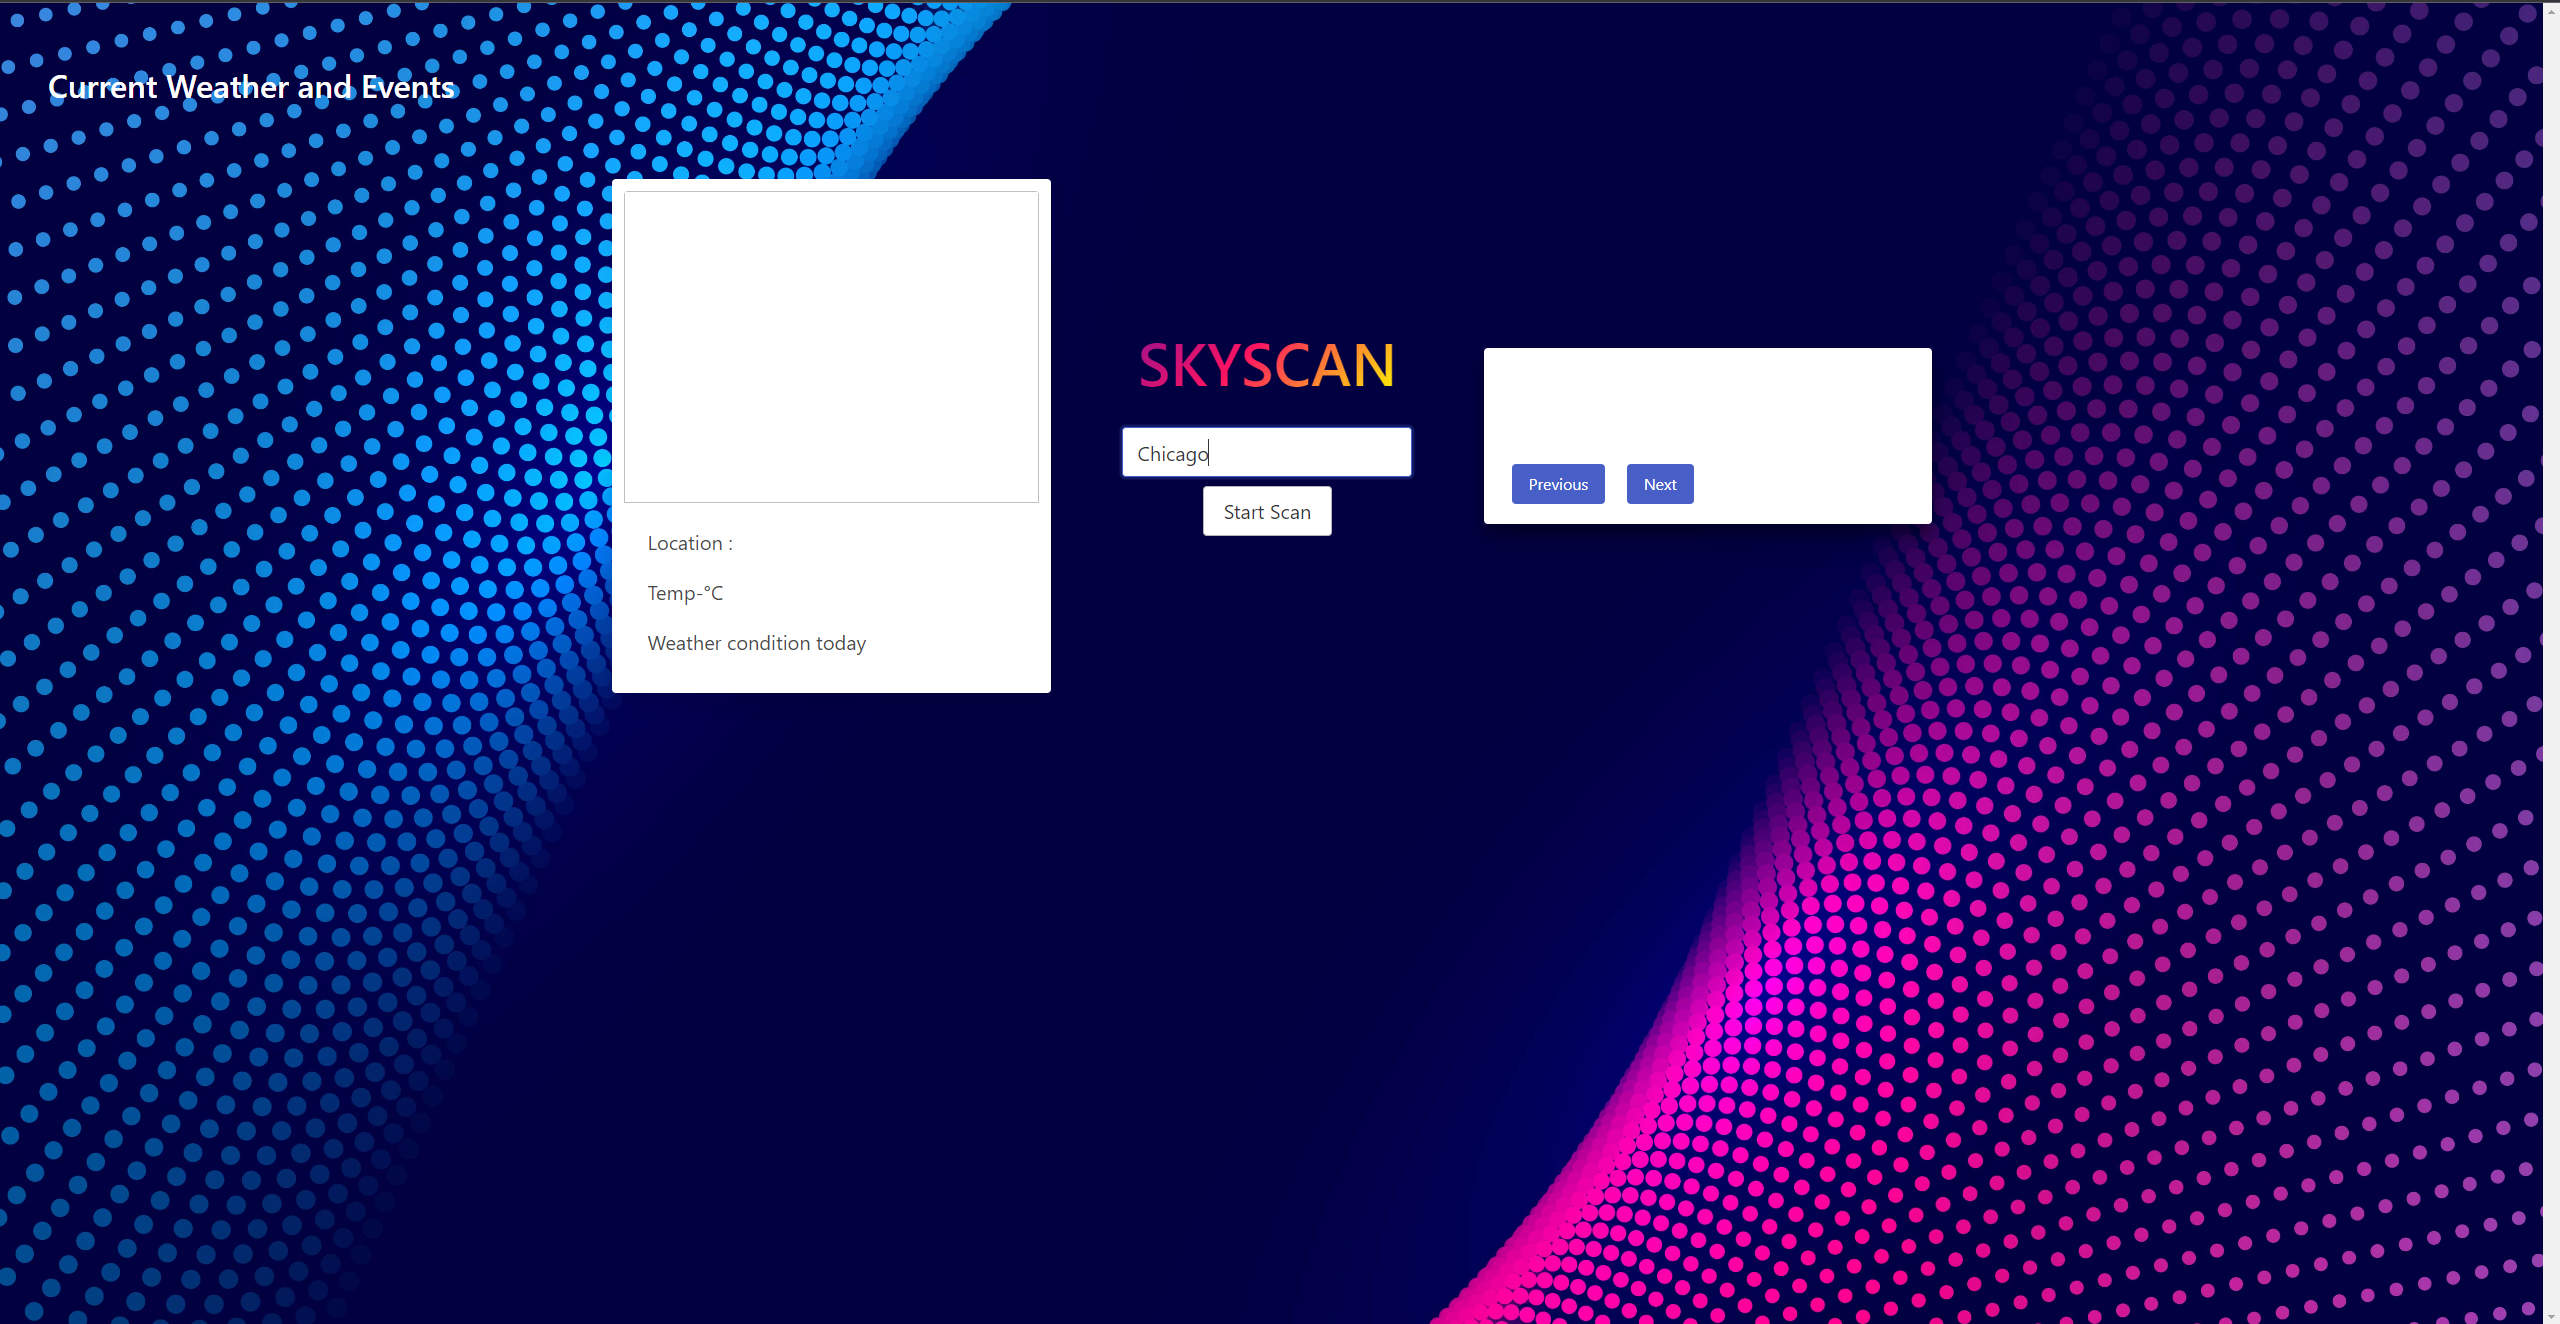 Current Weather and Events
Location :
Temp-°C
Weather condition today
SKYSCAN
Chicago
Start Scan
Previous
Next